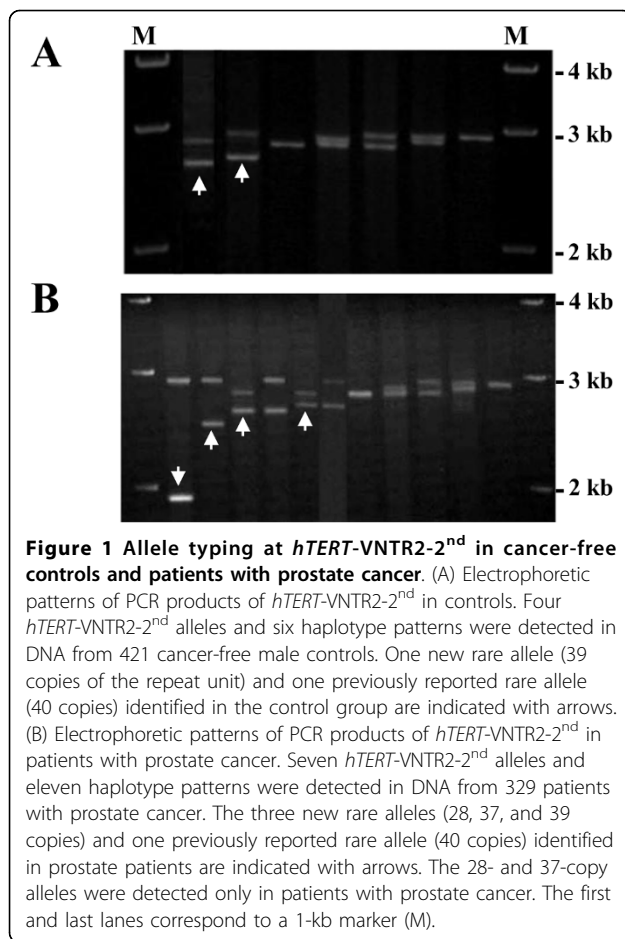 A
M
M
- 4 kb
- 3 kb
- 2 kb
B
- 4 kb
- 3 kb
- 2 kb
Figure 1 Allele typing at hTERT-VNTR2-2nd in cancer-free
controls and patients with prostate cancer. (A) Electrophoretic
patterns of PCR products of hTERT-VNTR2-2nd in controls. Four
hTERT-VNTR2-2nd alleles and six haplotype patterns were detected in
DNA from 421 cancer-free male controls. One new rare allele (39
copies of the repeat unit) and one previously reported rare allele
(40 copies) identified in the control group are indicated with arrows.
(B) Electrophoretic patterns of PCR products of hTERT-VNTR2-2nd in
patients with prostate cancer. Seven hTERT-VNTR2-2nd alleles and
eleven haplotype patterns were detected in DNA from 329 patients
with prostate cancer. The three new rare alleles (28, 37, and 39
copies) and one previously reported rare allele (40 copies) identified
in prostate patients are indicated with arrows. The 28- and 37-copy
alleles were detected only in patients with prostate cancer. The first
and last lanes correspond to a 1-kb marker (M).